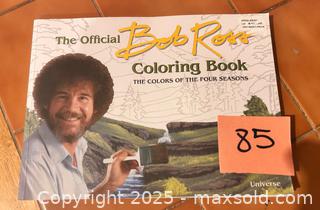 The Official Bob Ross
Coloring Book
THE COLORS OF THE FOUR SEASONS
85
Universe
Copyright 2025 - maxsold.com